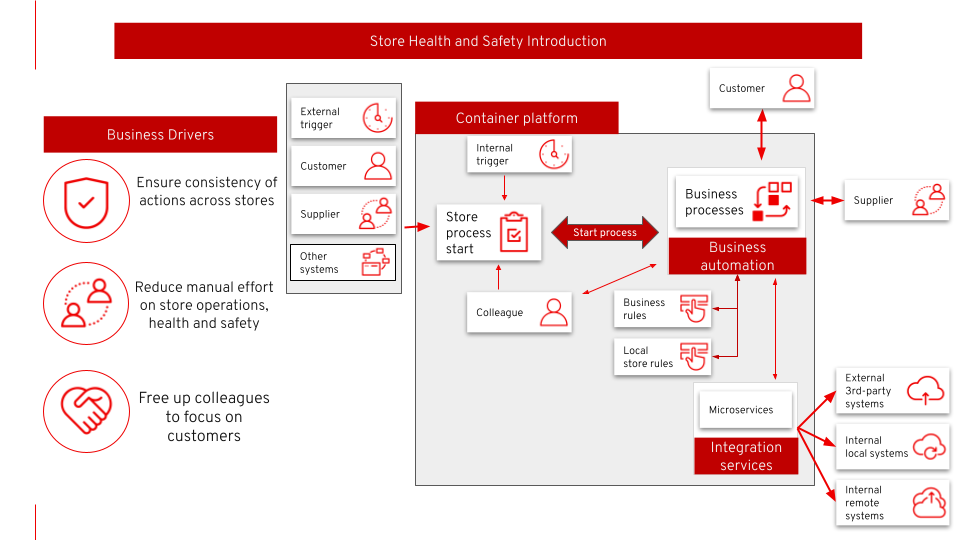 Store Health and Safety Introduction
Business Drivers
Ensure consistency of
actions across stores
Reduce manual effort
on store operations,
health and safety
Free up colleagues
to focus on
customers
External
trigger
Customer
Supplier
Other
systems
Container platform
Internal
trigger
Store
process
start
Start process
Colleague
Customer
Business
processes
Business
automation
Supplier
Business
rules
Local
store rules
Microservices
Integration
services
External
3rd-party
systems
Internal
local systems
Internal
remote
systems